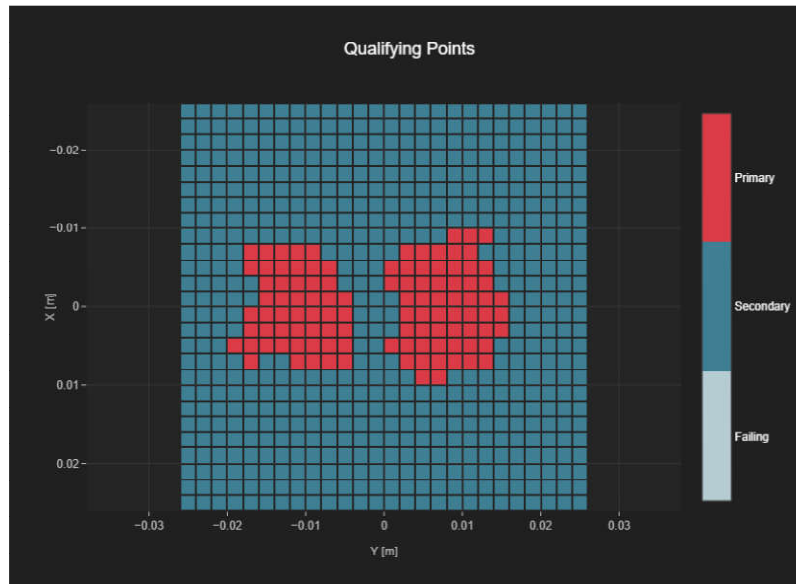 Qualifying Points
−0.02
−0.01
0
0.01
0.02
X [m]
−0.03
−0.02
−0.01
0
0.01
0.02
0.03
Y [m]
Primary
Secondary
Failing